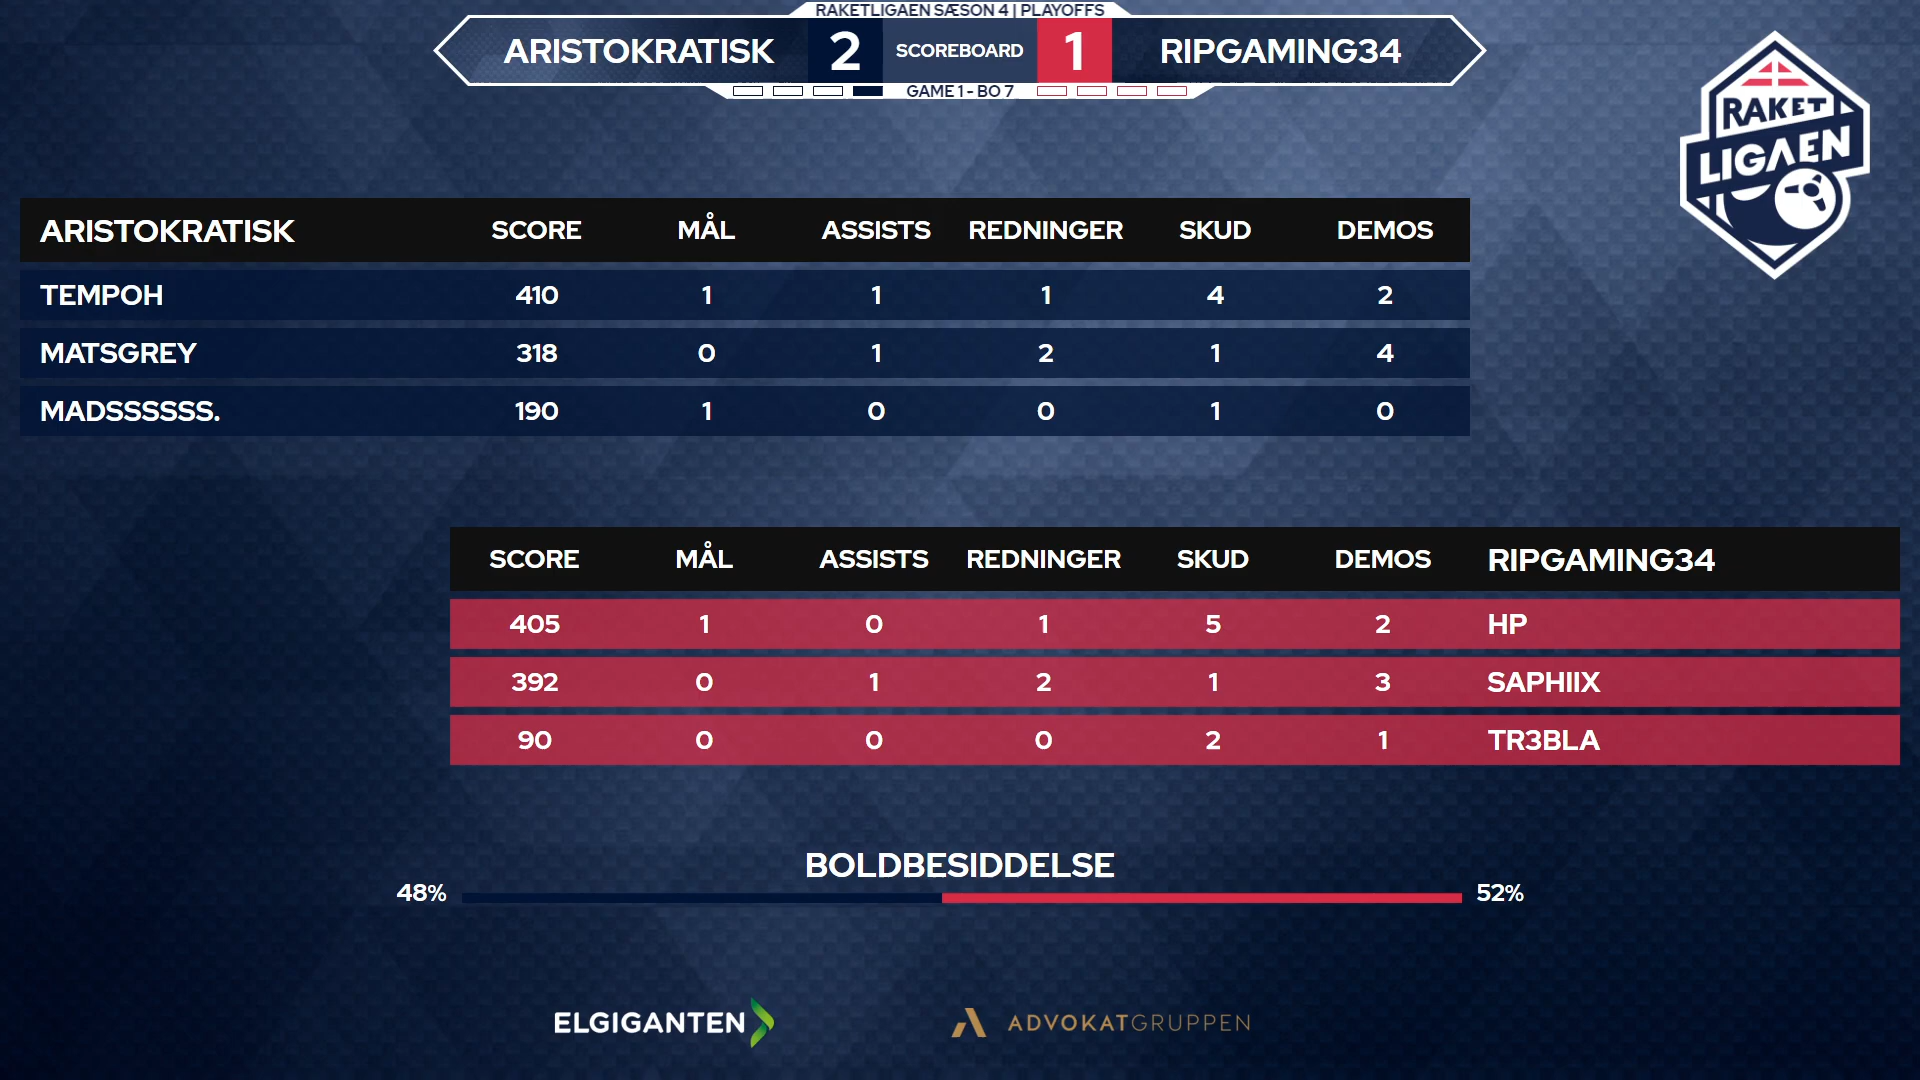 RAKETLIGAEN SÆSON 4 | PLAYOFFS
ARISTOKRATISK 2 SCOREBOARD 1 RIPGAMING34
GAME 1 - BO 7
RAKET
LIGAEN
ARISTOKRATISK SCORE MÅL ASSISTS REDNINGER SKUD DEMOS
TEMPOH 410 1 1 1 4 2
MATSGREY 318 0 1 2 1 4
MADSSSSSS. 190 1 0 0 1 0
SCORE MÅL ASSISTS REDNINGER SKUD DEMOS RIPGAMING34
405 1 0 1 5 2 HP
392 0 1 2 1 3 SAPHIIX
90 0 0 0 2 1 TR3BLA
BOLDBESIDDELSE
48% 52%
ELGIGANTEN ADVOKATGRUPPEN